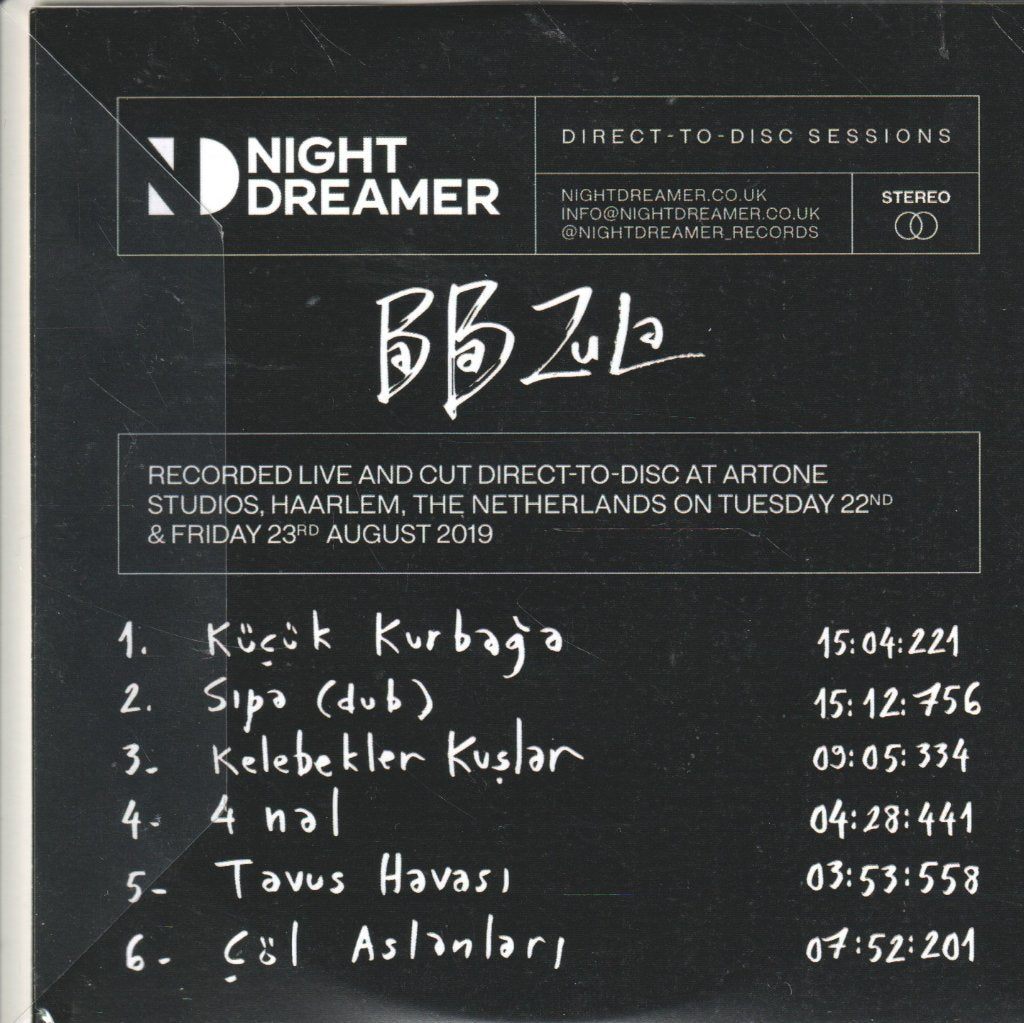 NIGHT
DREAMER
DIRECT-TO-DISC SESSIONS
NIGHTDREAMER.CO.UK
INFO@NIGHTDREAMER.CO.UK
@NIGHTDREAMER_RECORDS
STEREO
BaBa ZuLa
RECORDED LIVE AND CUT DIRECT-TO-DISC AT ARTONE
STUDIOS, HAARLEM, THE NETHERLANDS ON TUESDAY 22ND
& FRIDAY 23RD AUGUST 2019
1. Küçük Kurbağa 15:04:221
2. Sıpa (dub) 15:12:756
3- Kelebekler Kuşlar 09:05:334
4- 4 nal 04:28:441
5- Tavus Havası 03:53:558
6- Çöl Aslanları 07:52:201